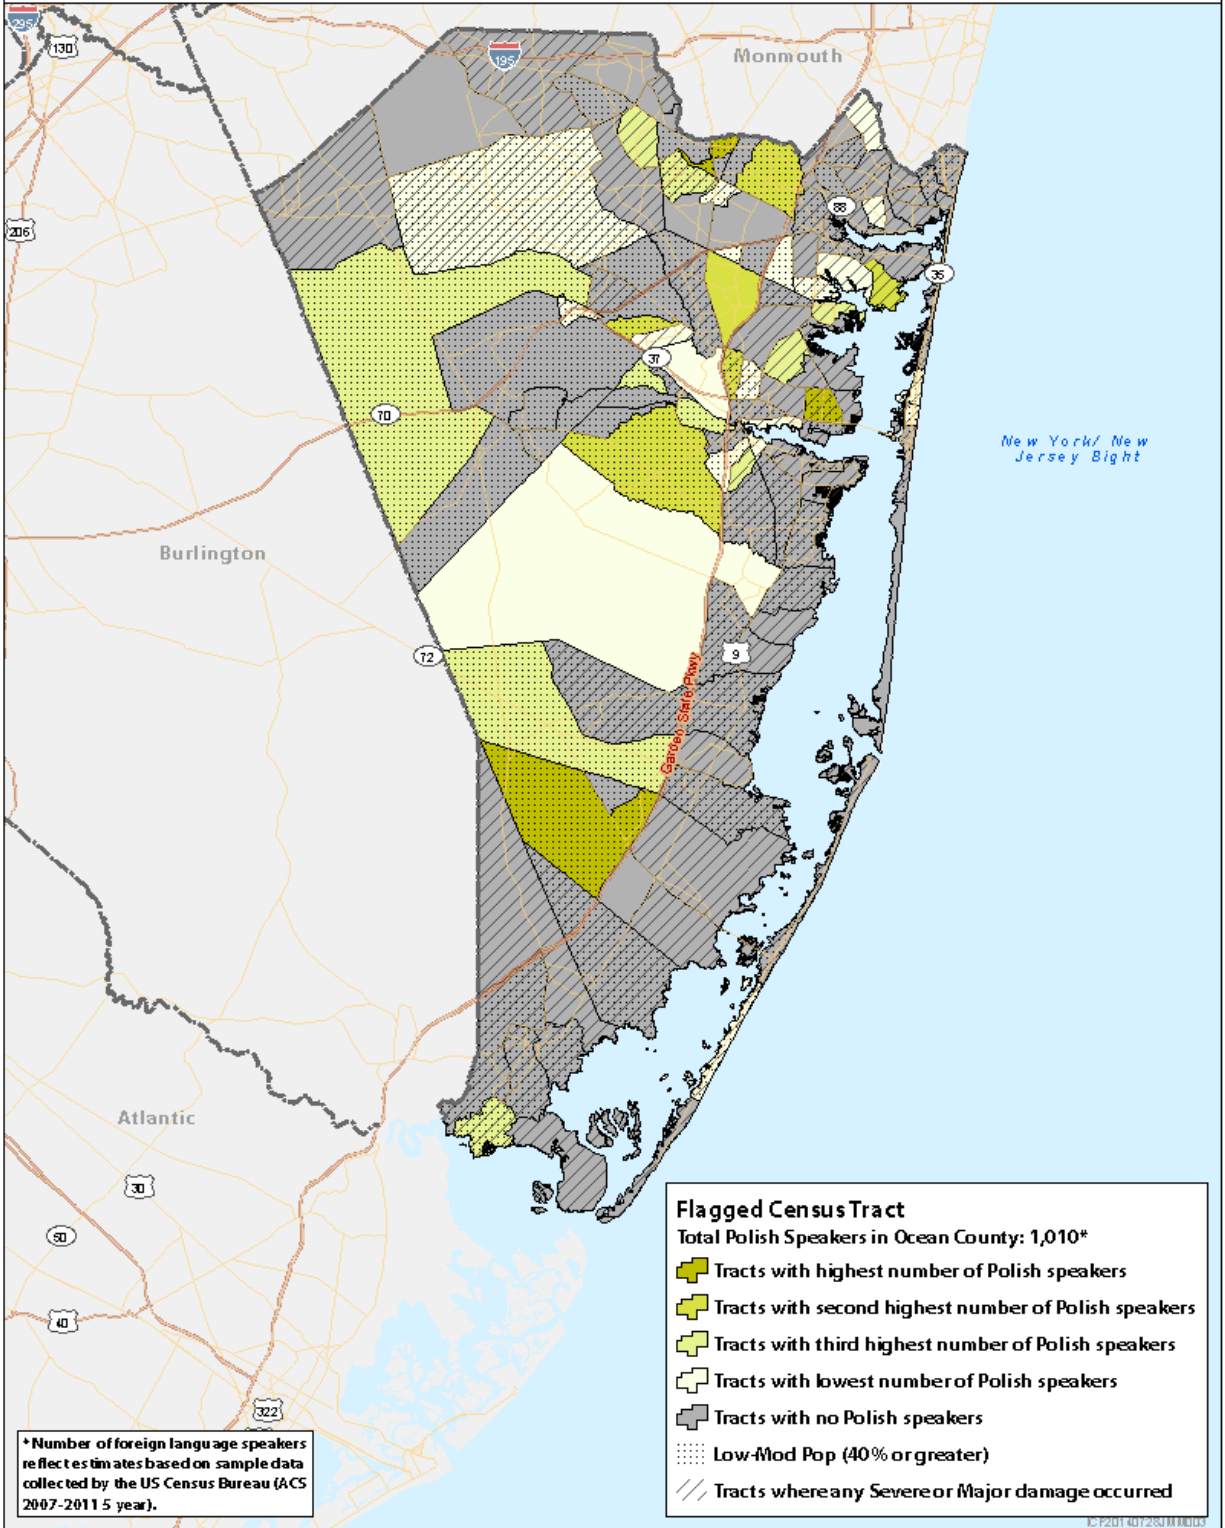 295
130
195
Monmouth
88
206
35
37
70
New York/ New
Jersey Bight
Burlington
72
9
Garden State Pkwy
Atlantic
30
50
40
322
Flagged Census Tract
Total Polish Speakers in Ocean County: 1,010*
Tracts with highest number of Polish speakers
Tracts with second highest number of Polish speakers
Tracts with third highest number of Polish speakers
Tracts with lowest number of Polish speakers
Tracts with no Polish speakers
Low-Mod Pop (40% or greater)
Tracts where any Severe or Major damage occurred
*Number of foreign language speakers
reflect estimates based on sample data
collected by the US Census Bureau (ACS
2007-2011 5 year).